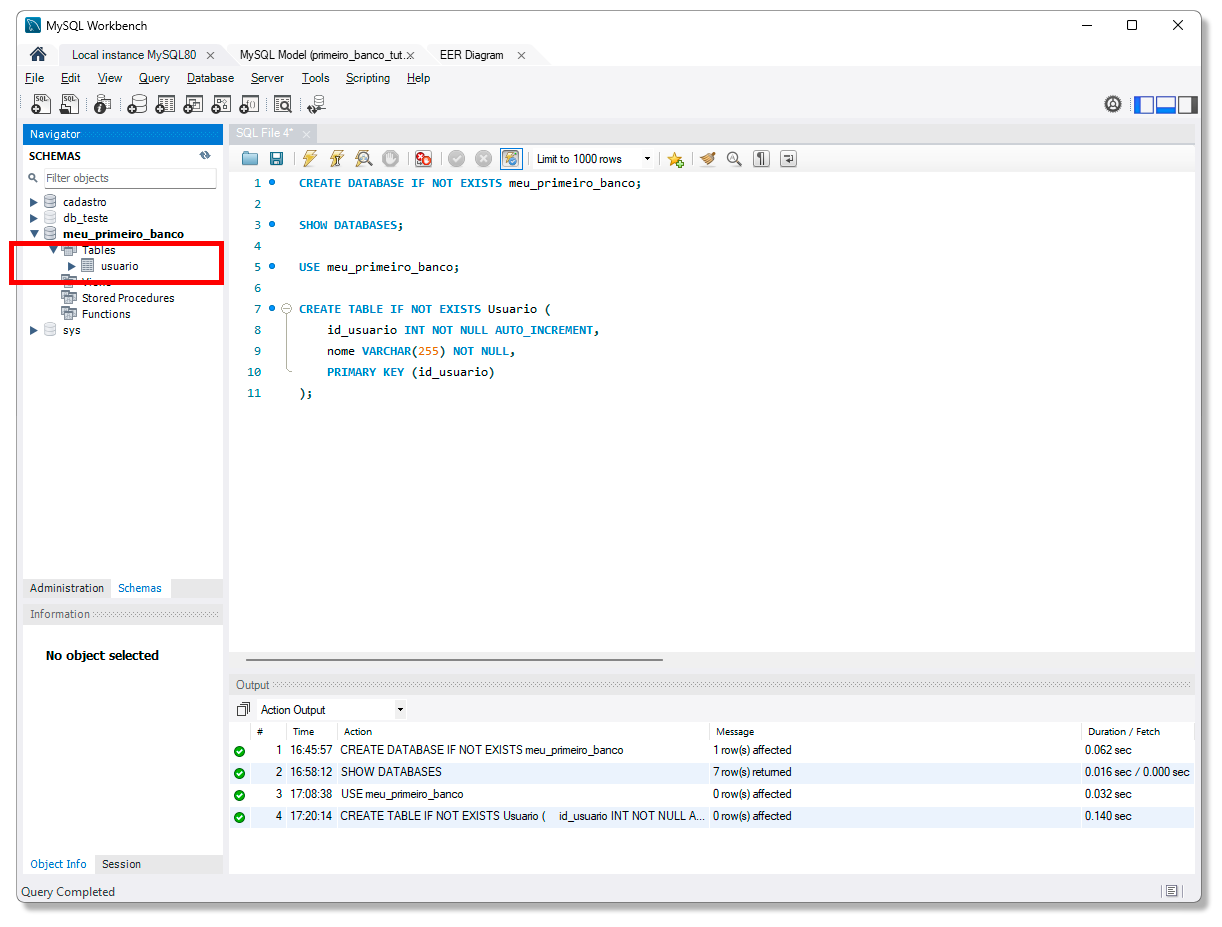 MySQL Workbench
Local instance MySQL80 MySQL Model (primeiro_banco_tut... EER Diagram
File Edit View Query Database Server Tools Scripting Help
Navigator
SCHEMAS
Filter objects
cadastro
db_teste
meu_primeiro_banco
Tables
usuario
Views
Stored Procedures
Functions
sys
Administration Schemas
Information
No object selected
Object Info Session
SQL File 4*
Limit to 1000 rows
1 CREATE DATABASE IF NOT EXISTS meu_primeiro_banco;
2
3 SHOW DATABASES;
4
5 USE meu_primeiro_banco;
6
7 CREATE TABLE IF NOT EXISTS Usuario (
8 id_usuario INT NOT NULL AUTO_INCREMENT,
9 nome VARCHAR(255) NOT NULL,
10 PRIMARY KEY (id_usuario)
11 );
Output
Action Output
# Time Action Message Duration / Fetch
1 16:45:57 CREATE DATABASE IF NOT EXISTS meu_primeiro_banco 1 row(s) affected 0.062 sec
2 16:58:12 SHOW DATABASES 7 row(s) returned 0.016 sec / 0.000 sec
3 17:08:38 USE meu_primeiro_banco 0 row(s) affected 0.032 sec
4 17:20:14 CREATE TABLE IF NOT EXISTS Usuario ( id_usuario INT NOT NULL A... 0 row(s) affected 0.140 sec
Query Completed